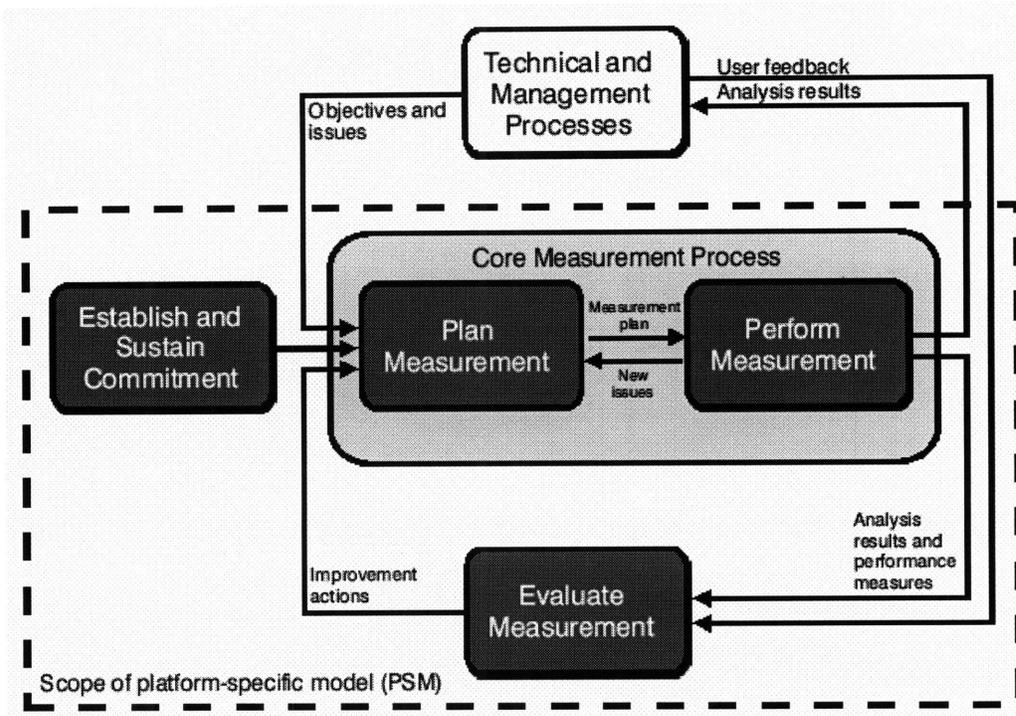 Technical and
Management
Processes
User feedback
Analysis results
Objectives and
issues
Core Measurement Process
Establish and
Sustain
Commitment
Plan
Measurement
Measurement
plan
New
issues
Perform
Measurement
Analysis
results and
performance
measures
Improvement
actions
Evaluate
Measurement
Scope of platform-specific model (PSM)